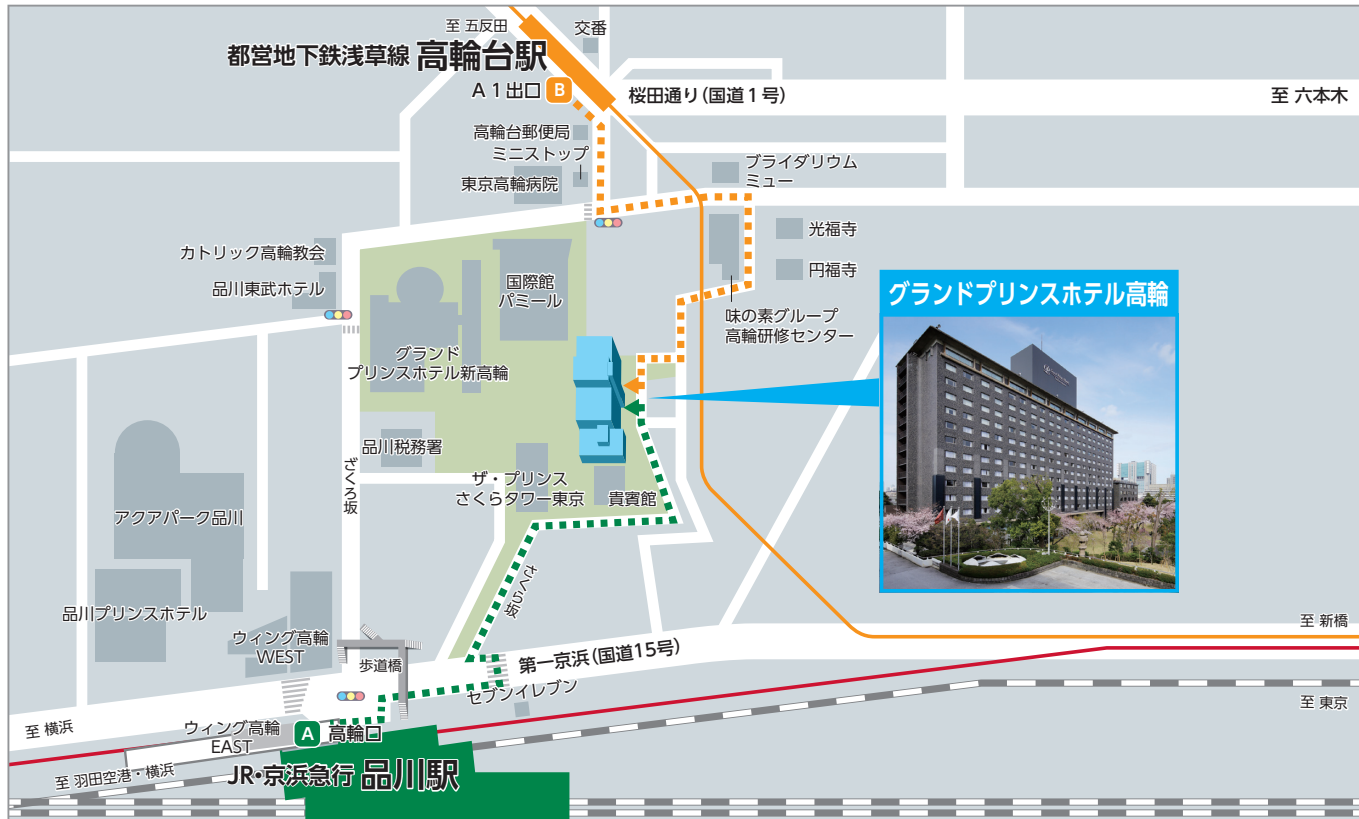 至 五反田
交番
都営地下鉄浅草線 高輪台駅
A1出口 B
桜田通り(国道1号)
至 六本木
高輪台郵便局
ミニストップ
東京高輪病院
ブライダリウム
ミュー
カトリック高輪教会
品川東武ホテル
国際館
パミール
光福寺
円福寺
味の素グループ
高輪研修センター
グランドプリンスホテル高輪
グランド
プリンスホテル新高輪
品川税務署
ざくろ坂
ザ・プリンス
さくらタワー東京
貴賓館
アクアパーク品川
さくら坂
品川プリンスホテル
ウィング高輪
WEST
歩道橋
第一京浜(国道15号)
セブンイレブン
至 新橋
至 東京
至 横浜
ウィング高輪
EAST
A 高輪口
至 羽田空港・横浜
JR・京浜急行 品川駅